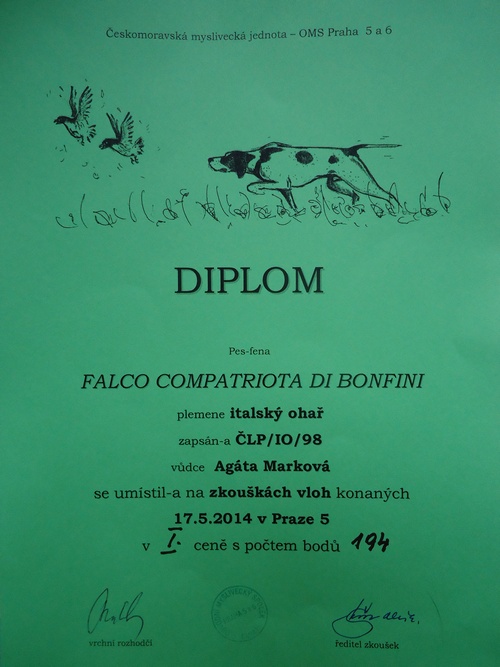 Českomoravská myslivecká jednota – OMS Praha 5 a 6
DIPLOM
Pes-fena
FALCO COMPATRIOTA DI BONFINI
plemene italský ohař
zapsán-a ČLP/IO/98
vůdce Agáta Marková
se umístil-a na zkouškách vloh konaných
17.5.2014 v Praze 5
v I. ceně s počtem bodů 194
vrchní rozhodčí
ředitel zkoušek